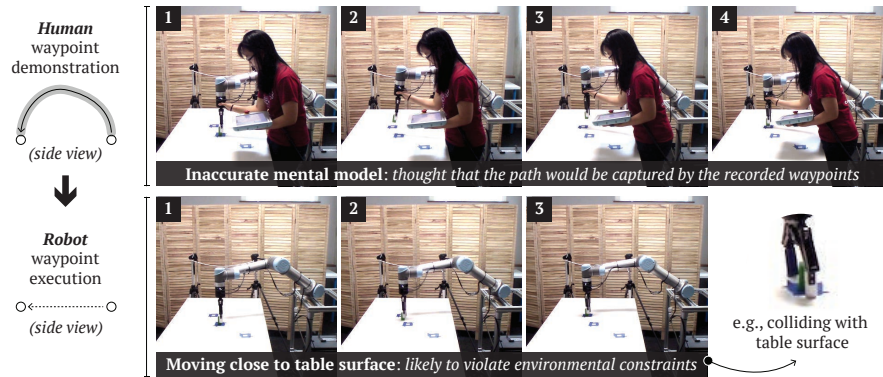 Human
waypoint
demonstration
(side view)
1
2
3
4
Inaccurate mental model: thought that the path would be captured by the recorded waypoints
Robot
waypoint
execution
(side view)
1
2
3
Moving close to table surface: likely to violate environmental constraints
e.g., colliding with
table surface